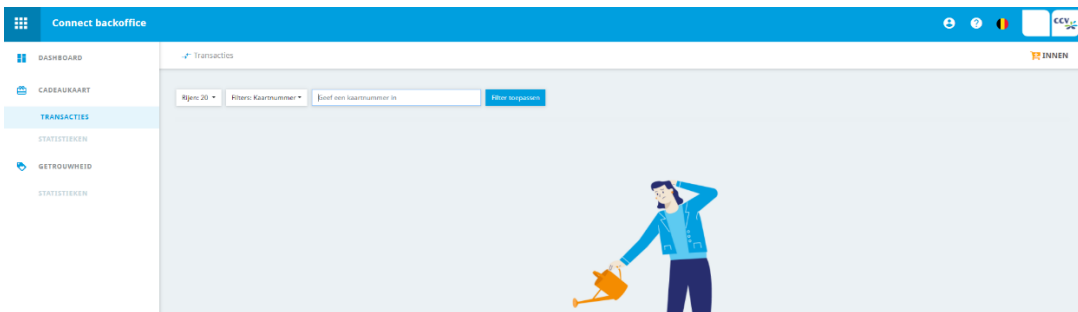 Connect backoffice
ccv
DASHBOARD
Transacties
INNEN
CADEAUKAART
Rijen: 20
Filters: Kaartnummer
Geef een kaartnummer in
Filter toepassen
TRANSACTIES
STATISTIEKEN
GETROUWHEID
STATISTIEKEN